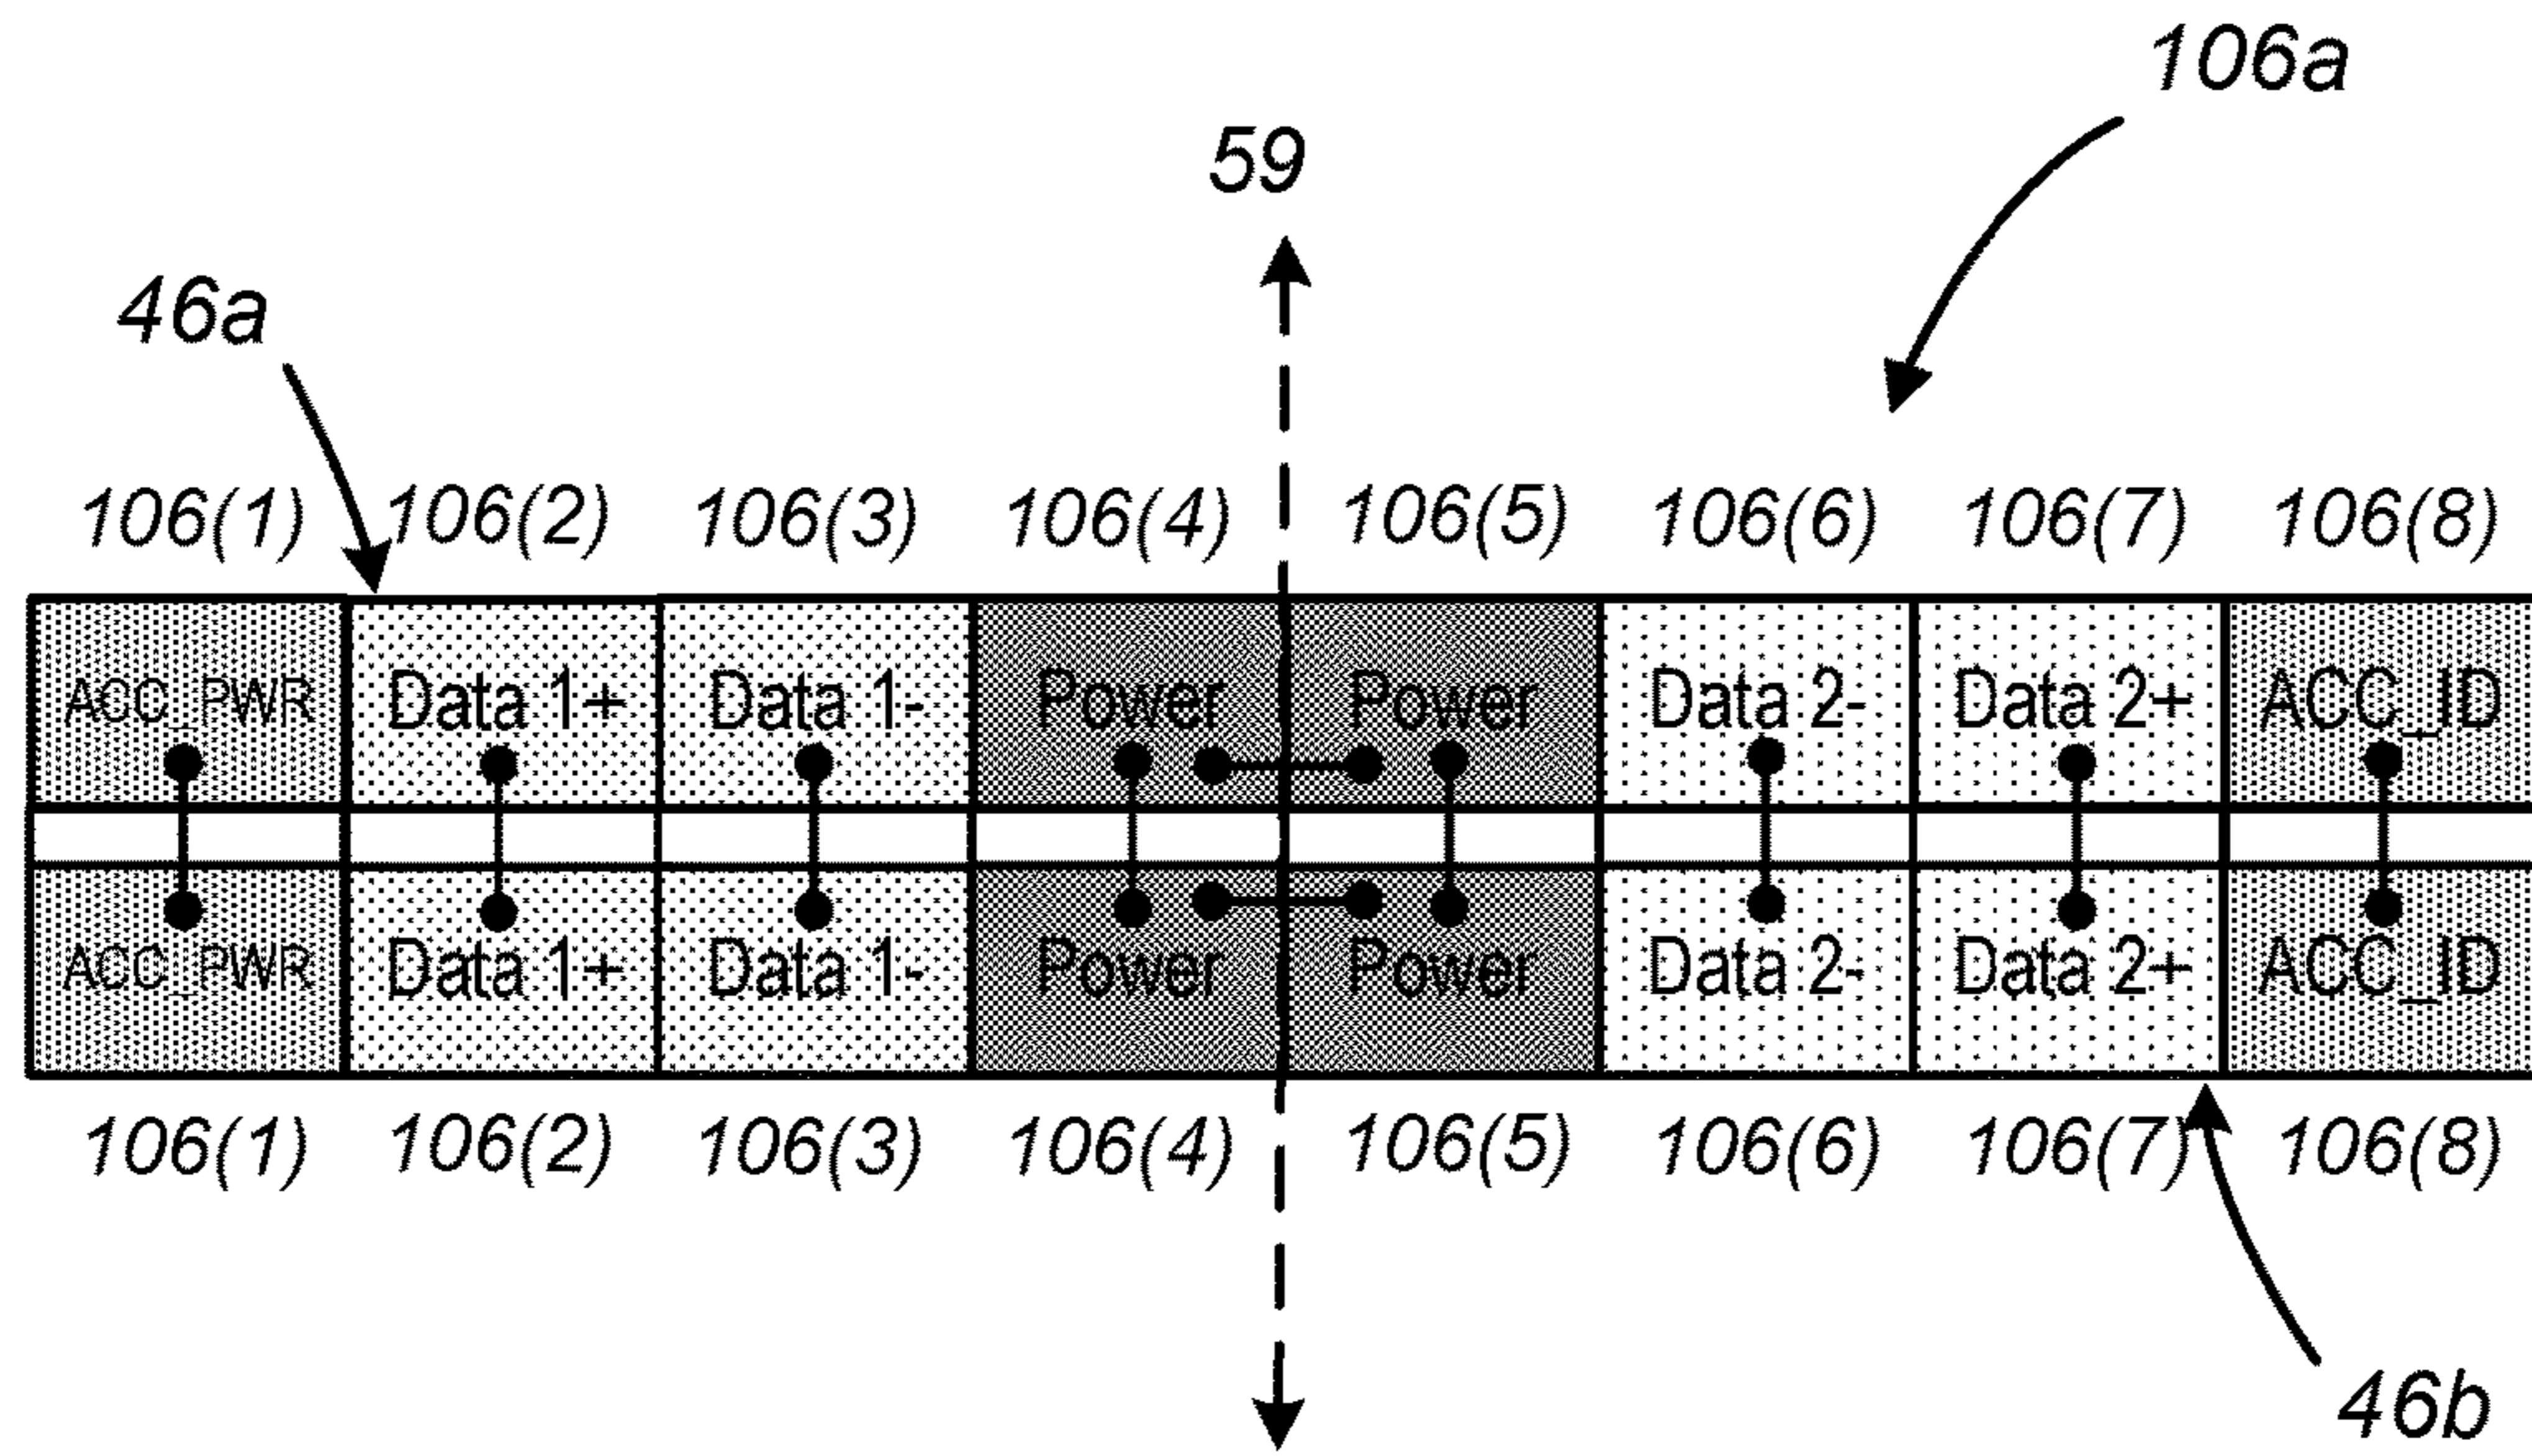 106a
59
46a
106(1) 106(2) 106(3) 106(4) 106(5) 106(6) 106(7) 106(8)
ACC_PWR Data 1+ Data 1- Power Power Data 2- Data 2+ ACC_ID
ACC_PWR Data 1+ Data 1- Power Power Data 2- Data 2+ ACC_ID
106(1) 106(2) 106(3) 106(4) 106(5) 106(6) 106(7) 106(8)
46b